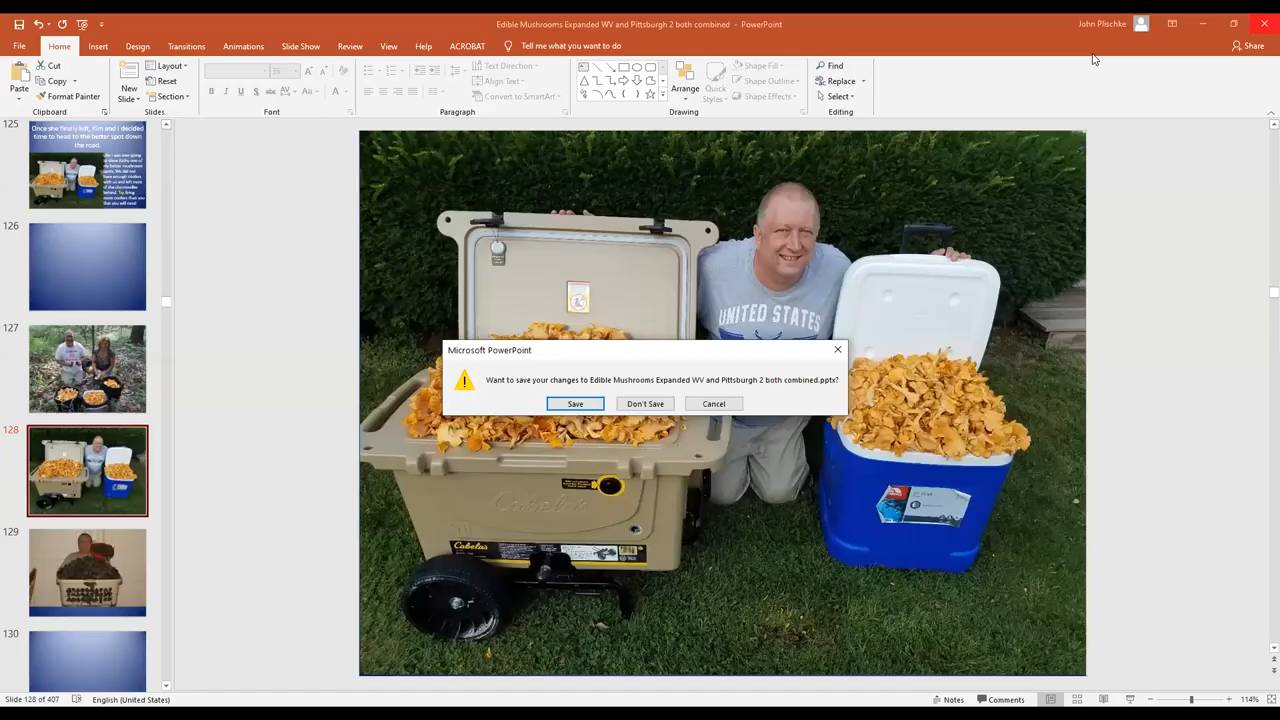 Edible Mushrooms Expanded WV and Pittsburgh 2 both combined - PowerPoint
John Plischke
File Home Insert Design Transitions Animations Slide Show Review View Help ACROBAT Tell me what you want to do Share
Paste
Cut
Copy
Format Painter
Clipboard
New Slide
Layout
Reset
Section
Slides
Font
Text Direction
Align Text
Convert to SmartArt
Paragraph
Arrange
Quick Styles
Shape Fill
Shape Outline
Shape Effects
Drawing
Find
Replace
Select
Editing
125
Once she finally left, Kim and I decided
time to head to the better spot down
the road.
126
127
128
129
130
UNITED STATES
Microsoft PowerPoint
Want to save your changes to Edible Mushrooms Expanded WV and Pittsburgh 2 both combined.pptx?
Save Don't Save Cancel
Cabela's
Cabelas
Slide 128 of 407 English (United States) Notes Comments 114%